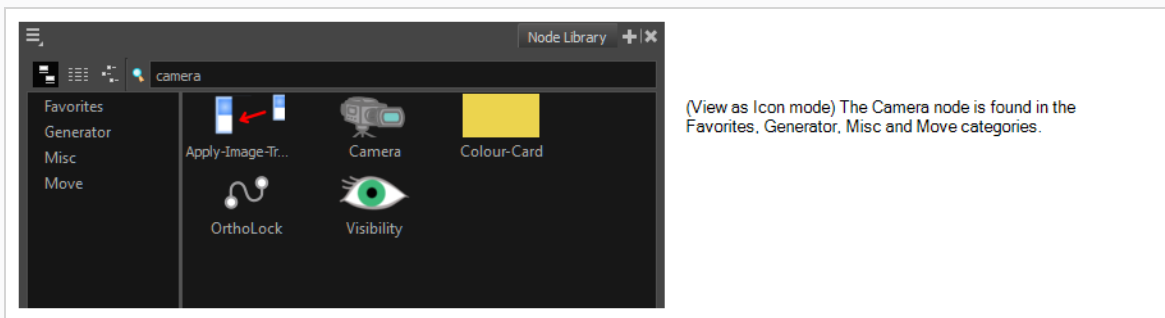 Node Library
camera
Favorites
Generator
Misc
Move
Apply-Image-Tr...
Camera
Colour-Card
OrthoLock
Visibility
(View as Icon mode) The Camera node is found in the
Favorites, Generator, Misc and Move categories.